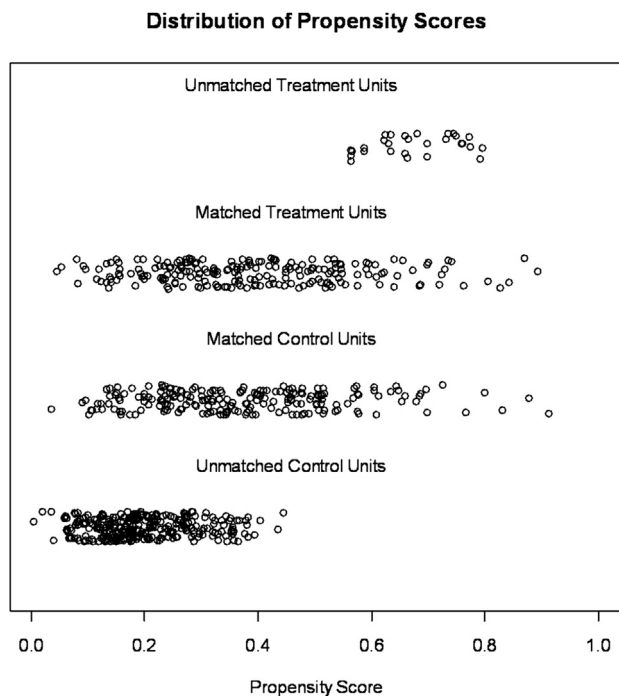 Distribution of Propensity Scores
Unmatched Treatment Units
Matched Treatment Units
Matched Control Units
Unmatched Control Units
0.0 0.2 0.4 0.6 0.8 1.0
Propensity Score